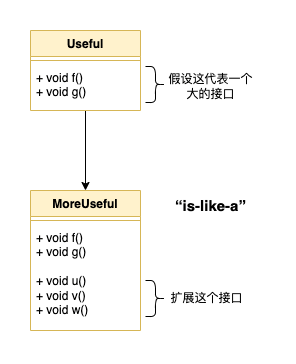 Useful
+ void f()
+ void g()
假设这代表一个
大的接口
MoreUseful
“is-like-a”
+ void f()
+ void g()
+ void u()
+ void v()
+ void w()
扩展这个接口